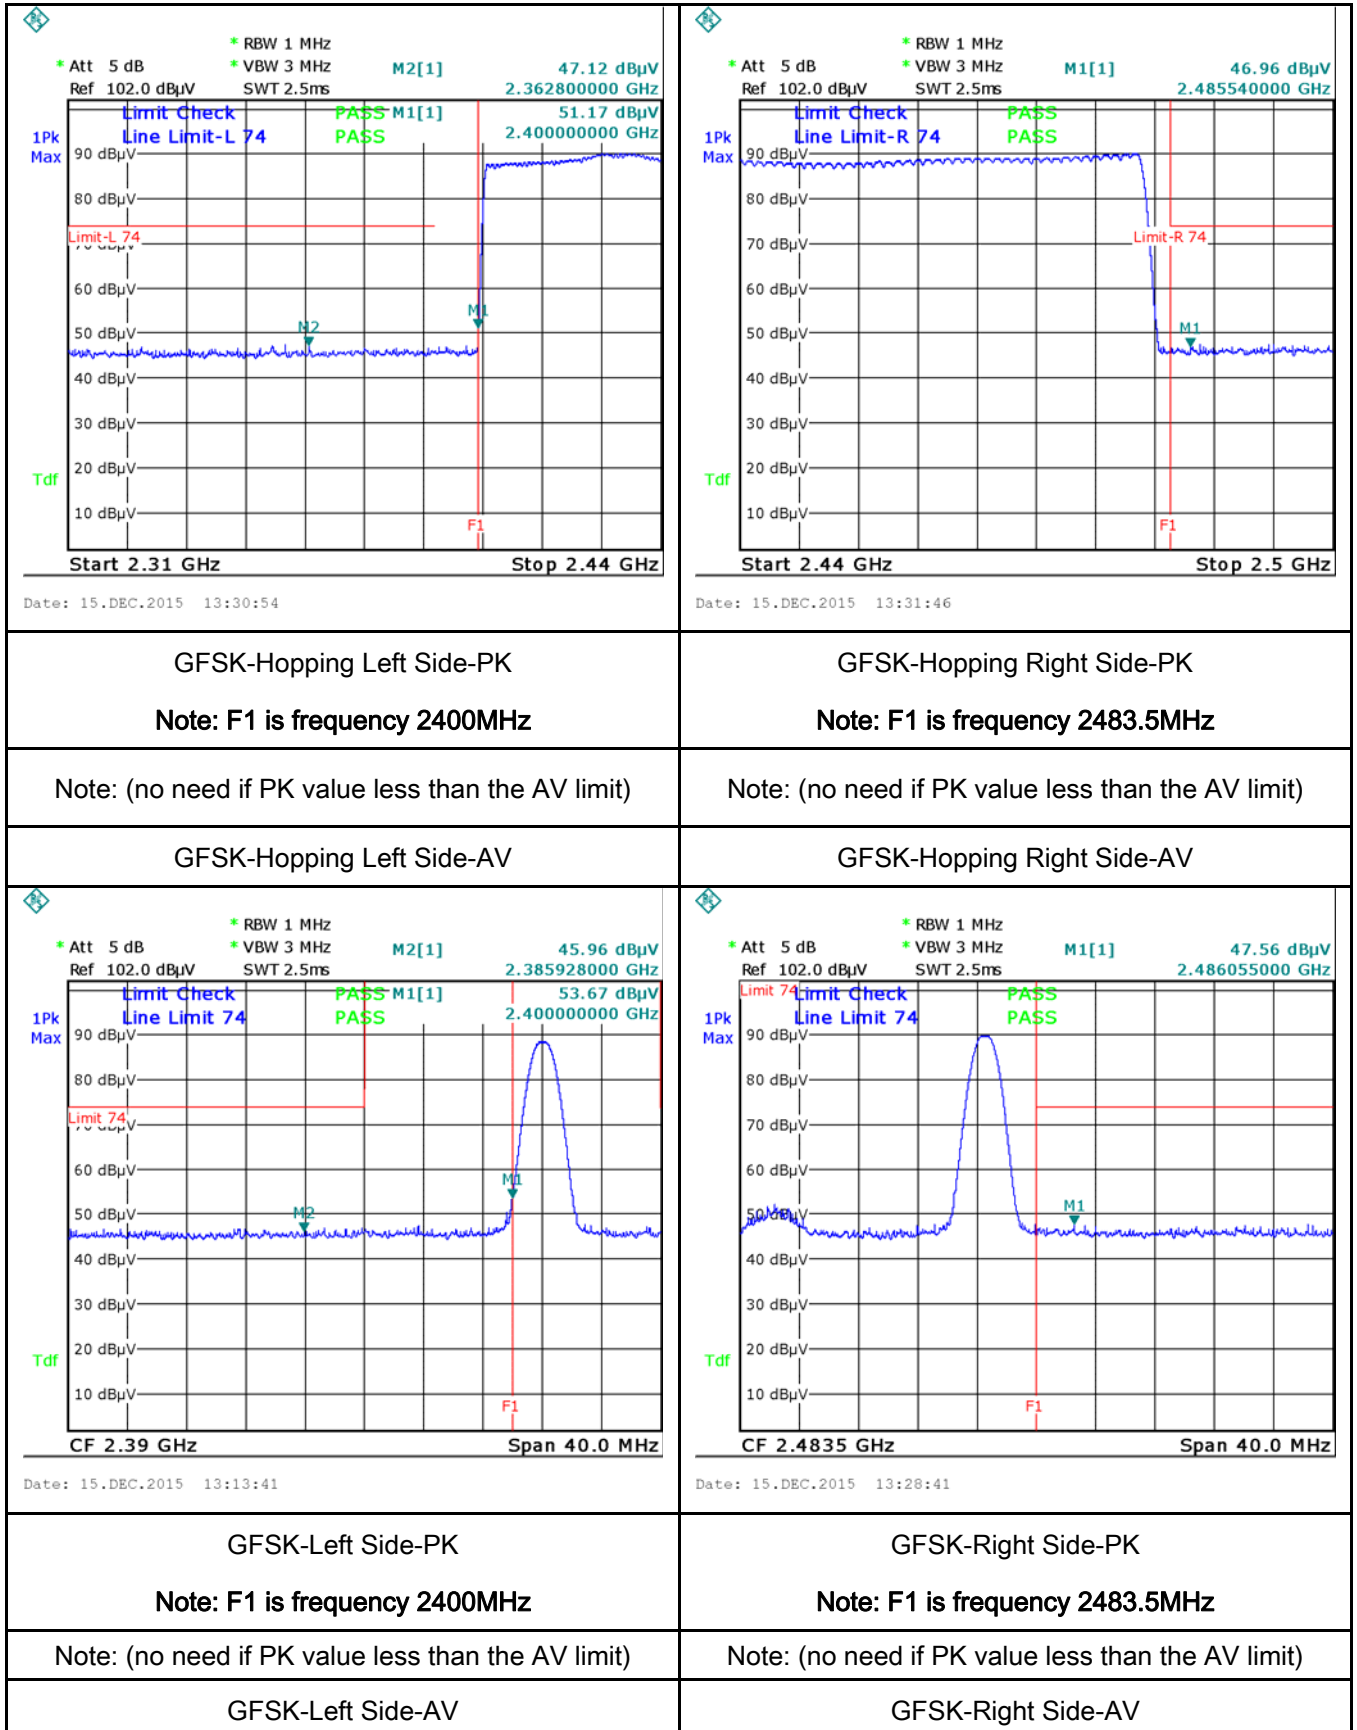 * RBW 1 MHz
* Att 5 dB * VBW 3 MHz M2[1] 47.12 dBµV
Ref 102.0 dBµV SWT 2.5ms 2.362800000 GHz
Limit Check PASS M1[1] 51.17 dBµV
1Pk Line Limit-L 74 PASS 2.400000000 GHz
Max 90 dBµV
80 dBµV
Limit-L 74
70 dBµV
60 dBµV
M2 M1
50 dBµV
40 dBµV
30 dBµV
Tdf 20 dBµV
10 dBµV
F1
Start 2.31 GHz Stop 2.44 GHz
Date: 15.DEC.2015 13:30:54
* RBW 1 MHz
* Att 5 dB * VBW 3 MHz M1[1] 46.96 dBµV
Ref 102.0 dBµV SWT 2.5ms 2.485540000 GHz
Limit Check PASS
1Pk Line Limit-R 74 PASS
Max 90 dBµV
80 dBµV
70 dBµV Limit-R 74
60 dBµV
50 dBµV M1
40 dBµV
30 dBµV
Tdf 20 dBµV
10 dBµV
F1
Start 2.44 GHz Stop 2.5 GHz
Date: 15.DEC.2015 13:31:46
GFSK-Hopping Left Side-PK
Note: F1 is frequency 2400MHz
GFSK-Hopping Right Side-PK
Note: F1 is frequency 2483.5MHz
Note: (no need if PK value less than the AV limit)
Note: (no need if PK value less than the AV limit)
GFSK-Hopping Left Side-AV
GFSK-Hopping Right Side-AV
* RBW 1 MHz
* Att 5 dB * VBW 3 MHz M2[1] 45.96 dBµV
Ref 102.0 dBµV SWT 2.5ms 2.385928000 GHz
Limit Check PASS M1[1] 53.67 dBµV
1Pk Line Limit 74 PASS 2.400000000 GHz
Max 90 dBµV
80 dBµV
Limit 74
70 dBµV
60 dBµV
M1
50 dBµV M2
40 dBµV
30 dBµV
Tdf 20 dBµV
10 dBµV
F1
CF 2.39 GHz Span 40.0 MHz
Date: 15.DEC.2015 13:13:41
* RBW 1 MHz
* Att 5 dB * VBW 3 MHz M1[1] 47.56 dBµV
Ref 102.0 dBµV SWT 2.5ms 2.486055000 GHz
Limit 74 Limit Check PASS
1Pk Line Limit 74 PASS
Max 90 dBµV
80 dBµV
70 dBµV
60 dBµV
M1
50 dBµV
40 dBµV
30 dBµV
Tdf 20 dBµV
10 dBµV
F1
CF 2.4835 GHz Span 40.0 MHz
Date: 15.DEC.2015 13:28:41
GFSK-Left Side-PK
Note: F1 is frequency 2400MHz
GFSK-Right Side-PK
Note: F1 is frequency 2483.5MHz
Note: (no need if PK value less than the AV limit)
Note: (no need if PK value less than the AV limit)
GFSK-Left Side-AV
GFSK-Right Side-AV